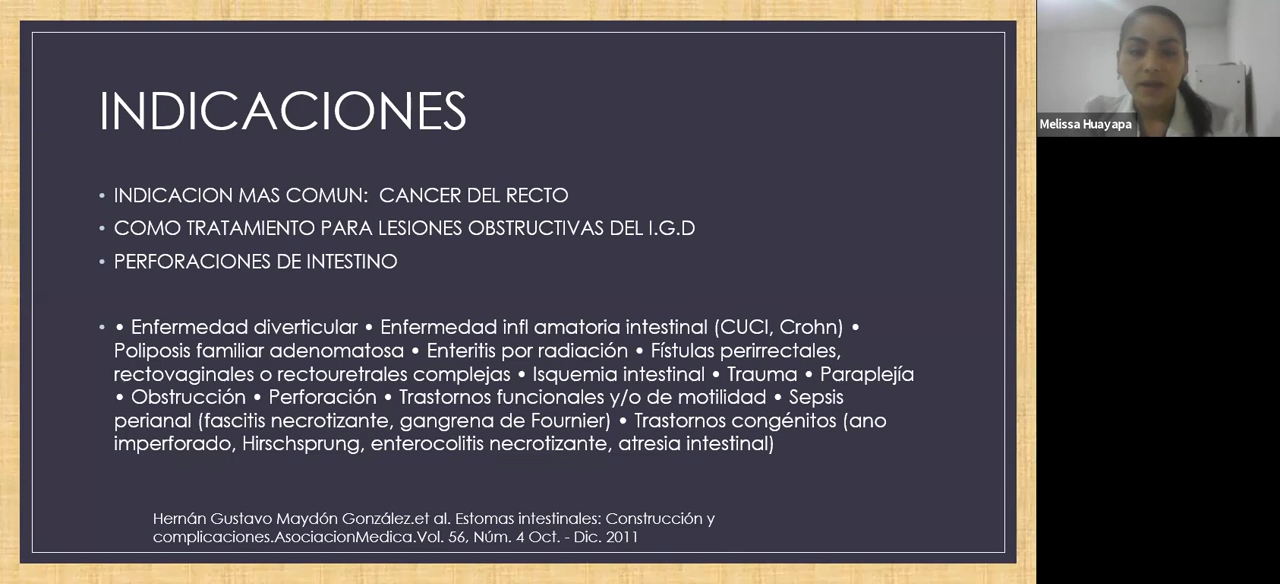 INDICACIONES
• INDICACION MAS COMUN: CANCER DEL RECTO
• COMO TRATAMIENTO PARA LESIONES OBSTRUCTIVAS DEL I.G.D
• PERFORACIONES DE INTESTINO
• • Enfermedad diverticular • Enfermedad infl amatoria intestinal (CUCI, Crohn) •
Poliposis familiar adenomatosa • Enteritis por radiación • Fístulas perirrectales,
rectovaginales o rectouretrales complejas • Isquemia intestinal • Trauma • Paraplejía
• Obstrucción • Perforación • Trastornos funcionales y/o de motilidad • Sepsis
perianal (fascitis necrotizante, gangrena de Fournier) • Trastornos congénitos (ano
imperforado, Hirschsprung, enterocolitis necrotizante, atresia intestinal)
Hernán Gustavo Maydón González.et al. Estomas intestinales: Construcción y
complicaciones.AsociacionMedica.Vol. 56, Núm. 4 Oct. - Dic. 2011
Melissa Huayapa